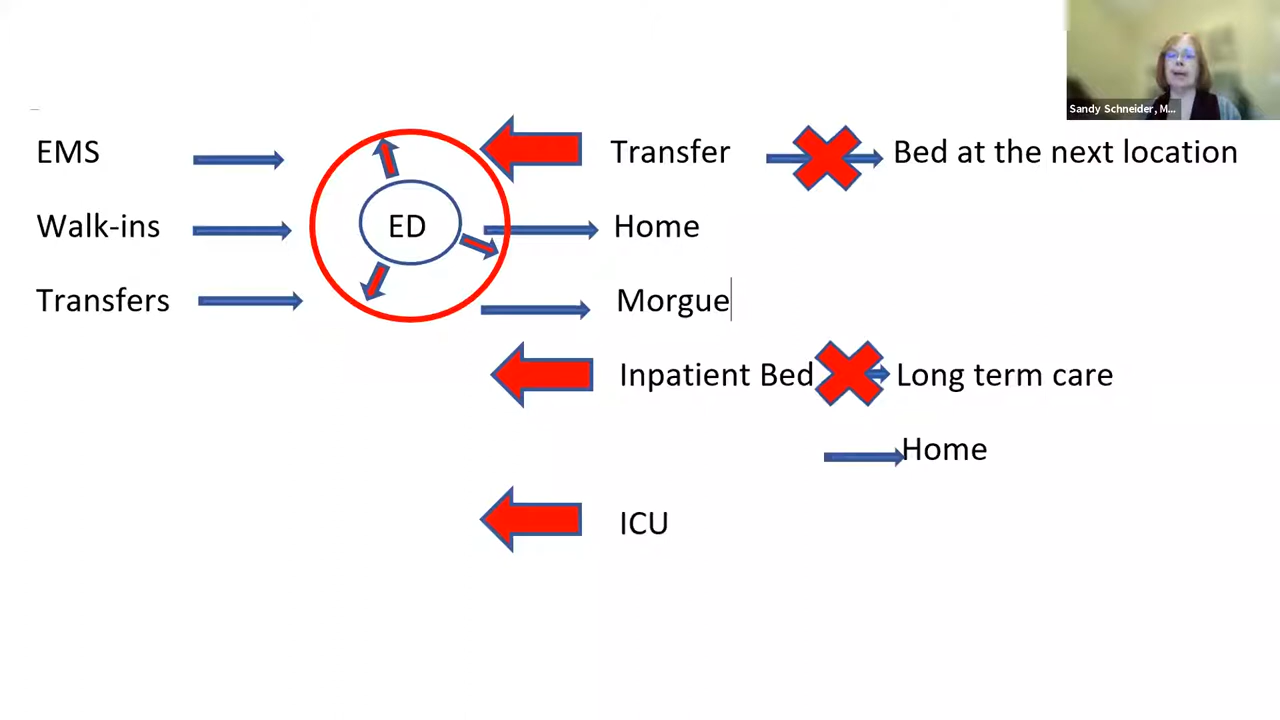 Sandy Schneider, M...
EMS
Transfer
Bed at the next location
Walk-ins
ED
Home
Transfers
Morgue
Inpatient Bed
Long term care
Home
ICU